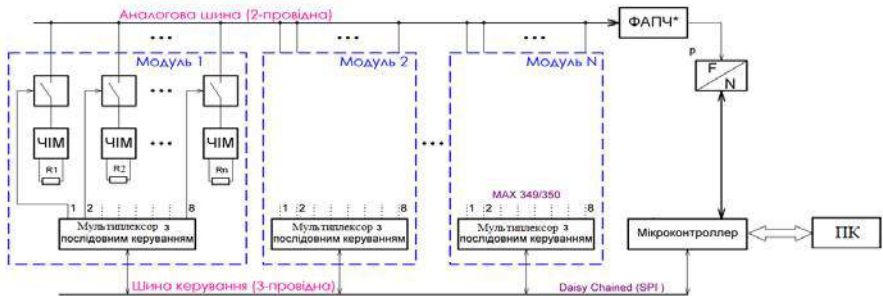 Аналогова шина (2-провідна)
ФАПЧ*
Модуль 1
Модуль 2
Модуль N
P
F
N
ЧІМ
ЧІМ
ЧІМ
R1
R2
Rn
MAX 349/350
1
2
8
1
2
8
1
2
8
Мультиплексор з
послідовним керуванням
Мультиплексор з
послідовним керуванням
Мультиплексор з
послідовним керуванням
Мікроконтроллер
ПК
Шина керування (3-провідна)
Daisy Chained (SPI )